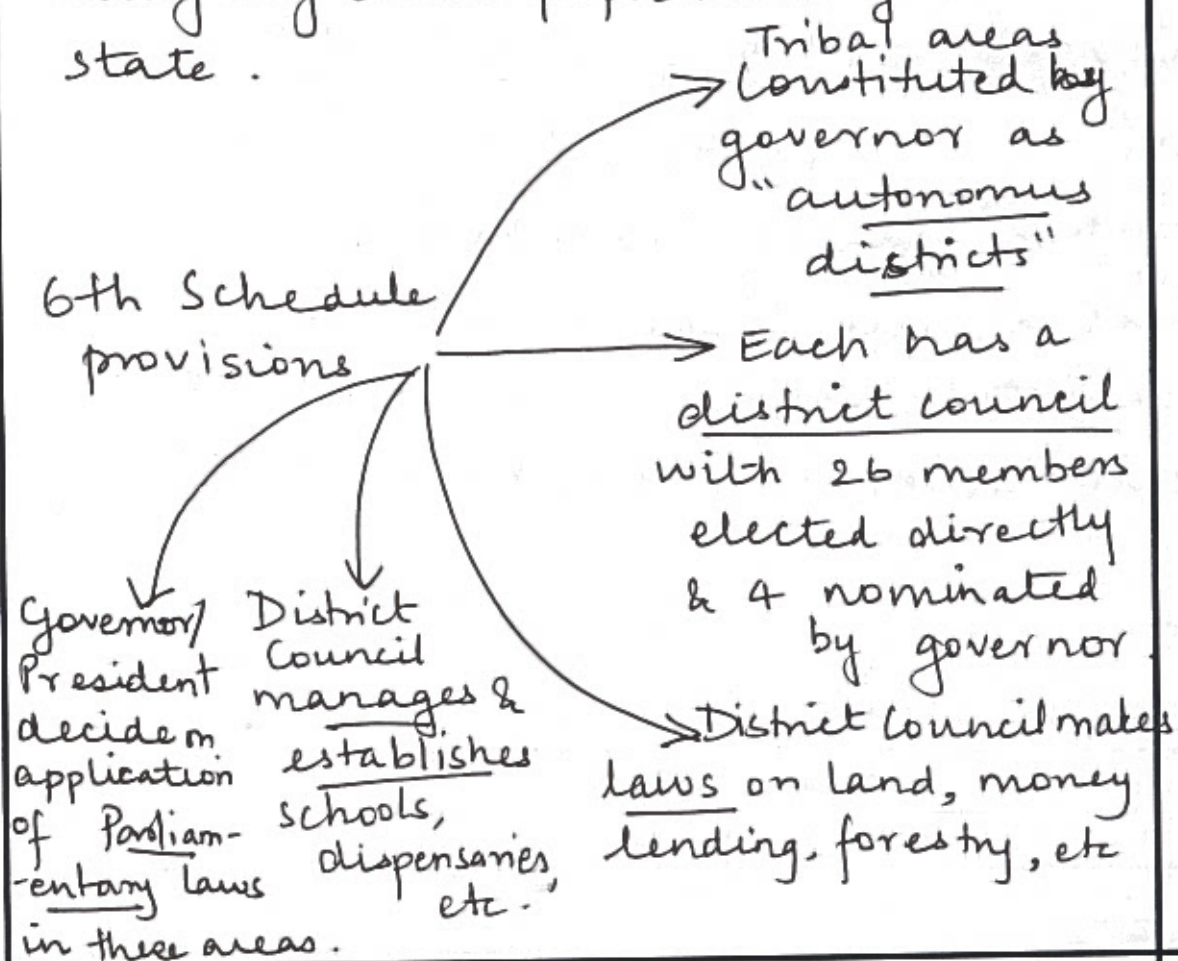 state .
Tribal areas
Constituted by
governor as
"autonomus
districts"
6th Schedule
provisions
Each has a
district council
with 26 members
elected directly
& 4 nominated
by governor.
District Council makes
laws on land, money
lending, forestry, etc
District
Council
manages &
establishes
schools,
dispensaries,
etc.
Governor/
President
decide on
application
of Parliam-
-entary laws
in these areas.